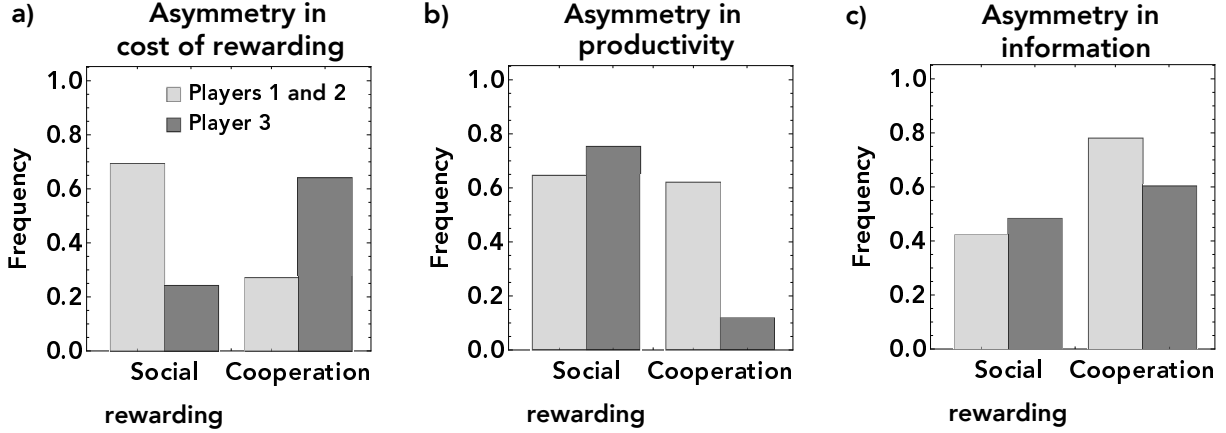 a)
Asymmetry in
cost of rewarding
Frequency
1.0
0.8
0.6
0.4
0.2
0.0
Players 1 and 2
Player 3
Social Cooperation
rewarding
b)
Asymmetry in
productivity
Frequency
1.0
0.8
0.6
0.4
0.2
0.0
Social Cooperation
rewarding
c)
Asymmetry in
information
Frequency
1.0
0.8
0.6
0.4
0.2
0.0
Social Cooperation
rewarding